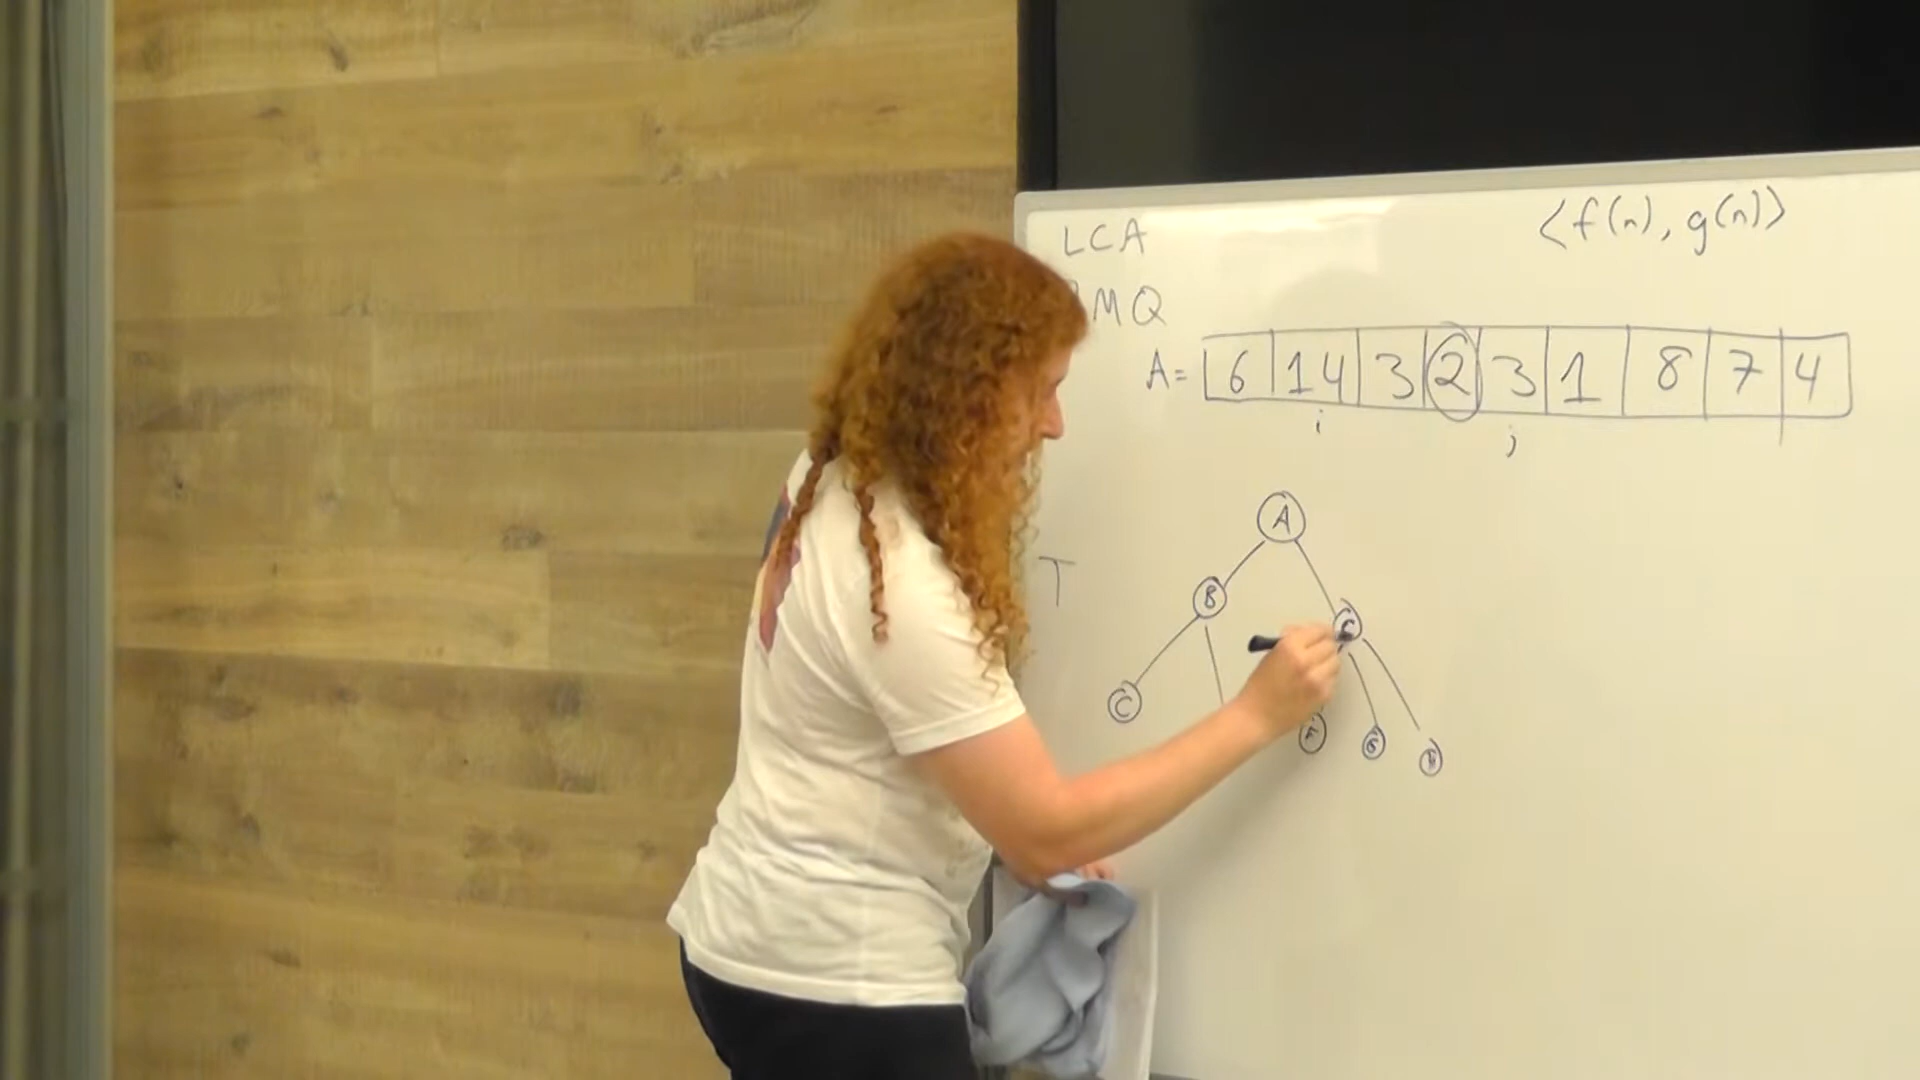 LCA
⟨f(n), g(n)⟩
MQ
A= 6 14 3 2 3 1 8 7 4
i j
A
T
B
C
C
F G H